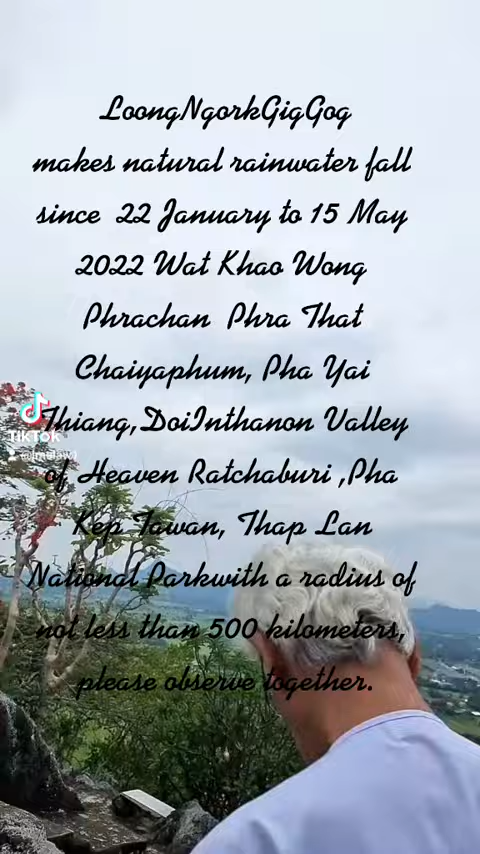 LoongNgorkGigGog
makes natural rainwater fall
since 22 January to 15 May
2022 Wat Khao Wong
Phrachan Phra That
Chaiyaphum, Pha Yai
Thiang,DoiInthanon Valley
of Heaven Ratchaburi ,Pha
Kep Tawan, Thap Lan
National Parkwith a radius of
not less than 500 kilometers,
please observe together.
TikTok